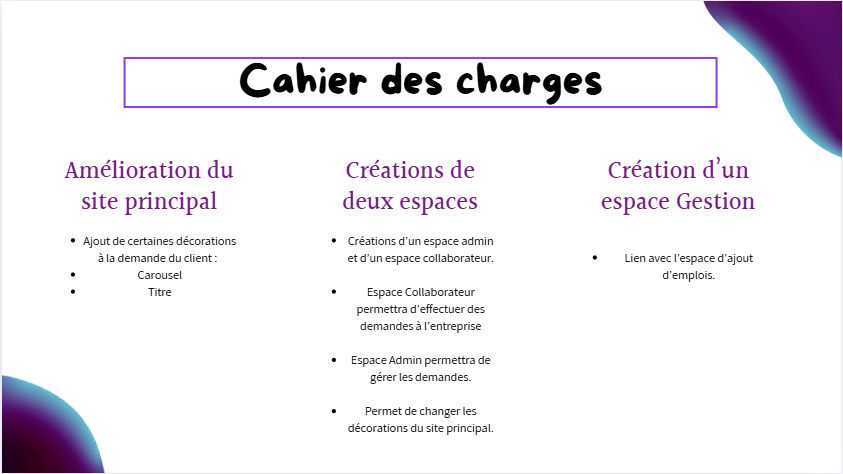 Cahier des charges
Amélioration du
site principal
• Ajout de certaines décorations
à la demande du client :
• Carousel
• Titre
Créations de
deux espaces
• Créations d'un espace admin
et d'un espace collaborateur.
• Espace Collaborateur
permettra d'effectuer des
demandes à l'entreprise
• Espace Admin permettra de
gérer les demandes.
• Permet de changer les
décorations du site principal.
Création d'un
espace Gestion
• Lien avec l'espace d'ajout
d'emplois.